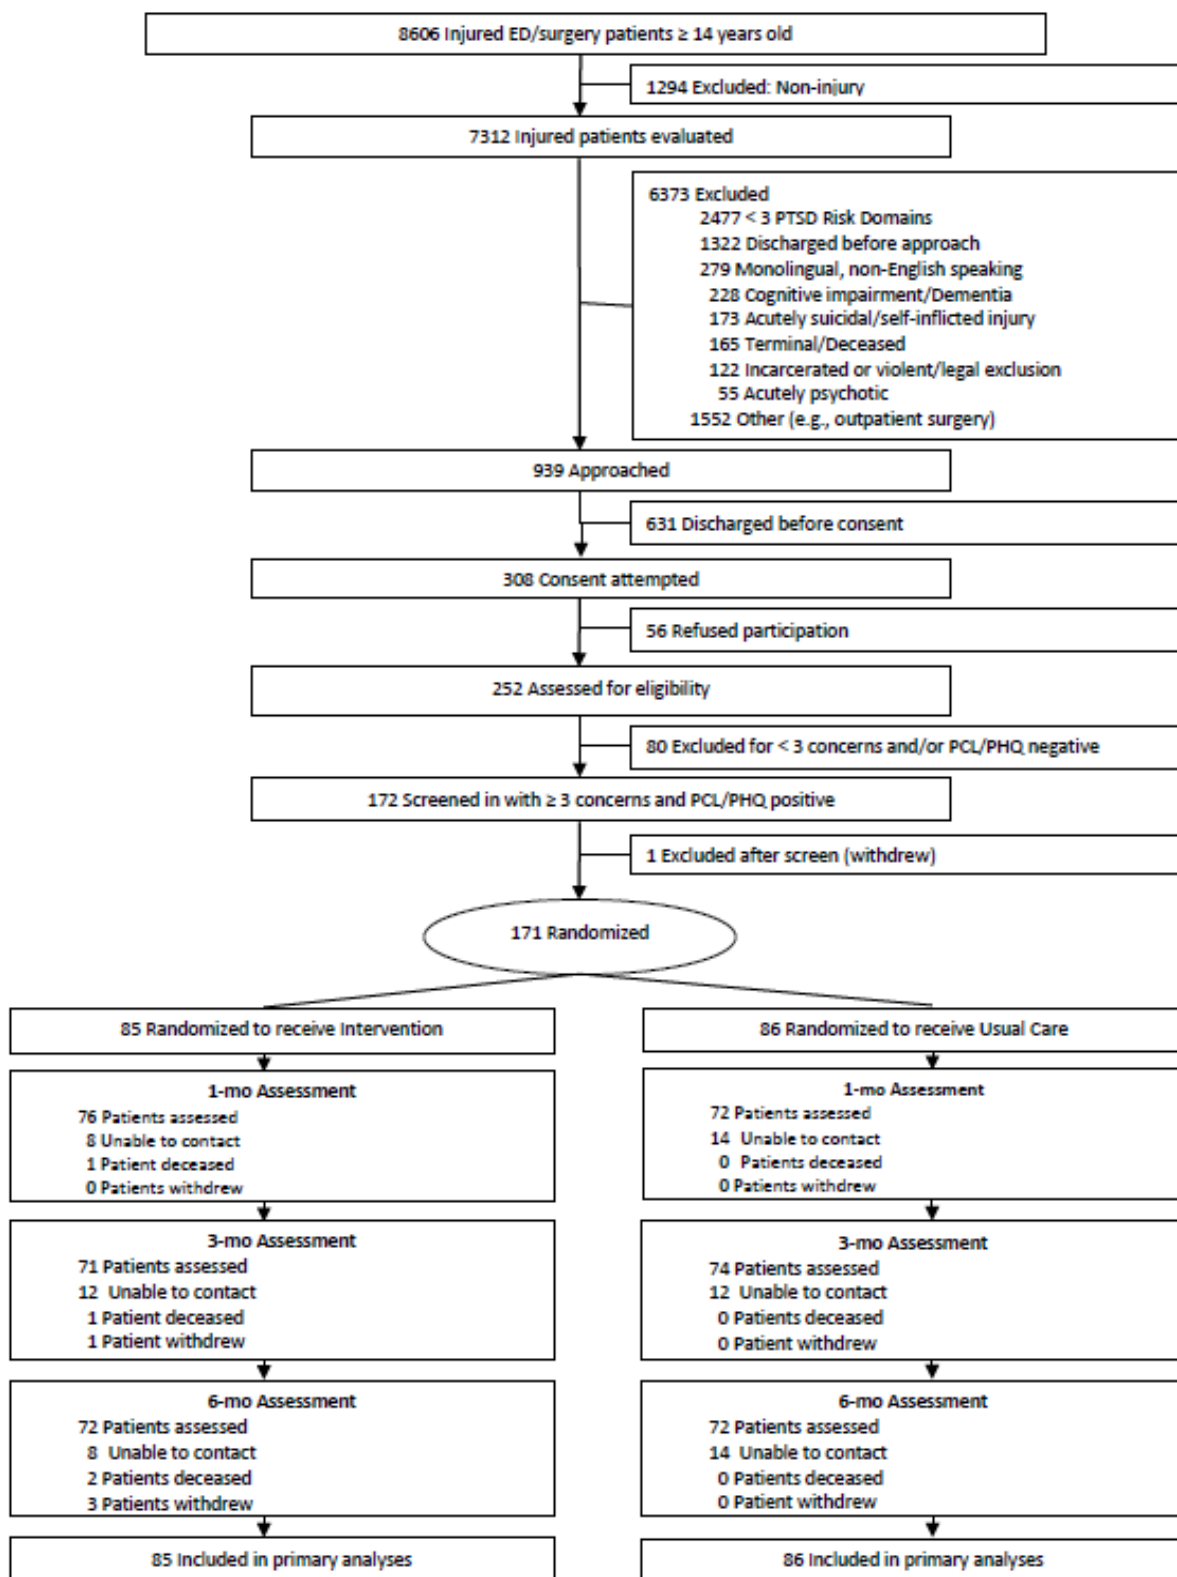 8606 Injured ED/surgery patients ≥ 14 years old
1294 Excluded: Non-injury
7312 Injured patients evaluated
6373 Excluded
2477 < 3 PTSD Risk Domains
1322 Discharged before approach
279 Monolingual, non-English speaking
228 Cognitive impairment/Dementia
173 Acutely suicidal/self-inflicted injury
165 Terminal/Deceased
122 Incarcerated or violent/legal exclusion
55 Acutely psychotic
1552 Other (e.g., outpatient surgery)
939 Approached
631 Discharged before consent
308 Consent attempted
56 Refused participation
252 Assessed for eligibility
80 Excluded for < 3 concerns and/or PCL/PHQ negative
172 Screened in with ≥ 3 concerns and PCL/PHQ positive
1 Excluded after screen (withdrew)
171 Randomized
85 Randomized to receive Intervention
1-mo Assessment
76 Patients assessed
8 Unable to contact
1 Patient deceased
0 Patients withdrew
3-mo Assessment
71 Patients assessed
12 Unable to contact
1 Patient deceased
1 Patient withdrew
6-mo Assessment
72 Patients assessed
8 Unable to contact
2 Patients deceased
3 Patients withdrew
85 Included in primary analyses
86 Randomized to receive Usual Care
1-mo Assessment
72 Patients assessed
14 Unable to contact
0 Patients deceased
0 Patients withdrew
3-mo Assessment
74 Patients assessed
12 Unable to contact
0 Patients deceased
0 Patient withdrew
6-mo Assessment
72 Patients assessed
14 Unable to contact
0 Patients deceased
0 Patient withdrew
86 Included in primary analyses